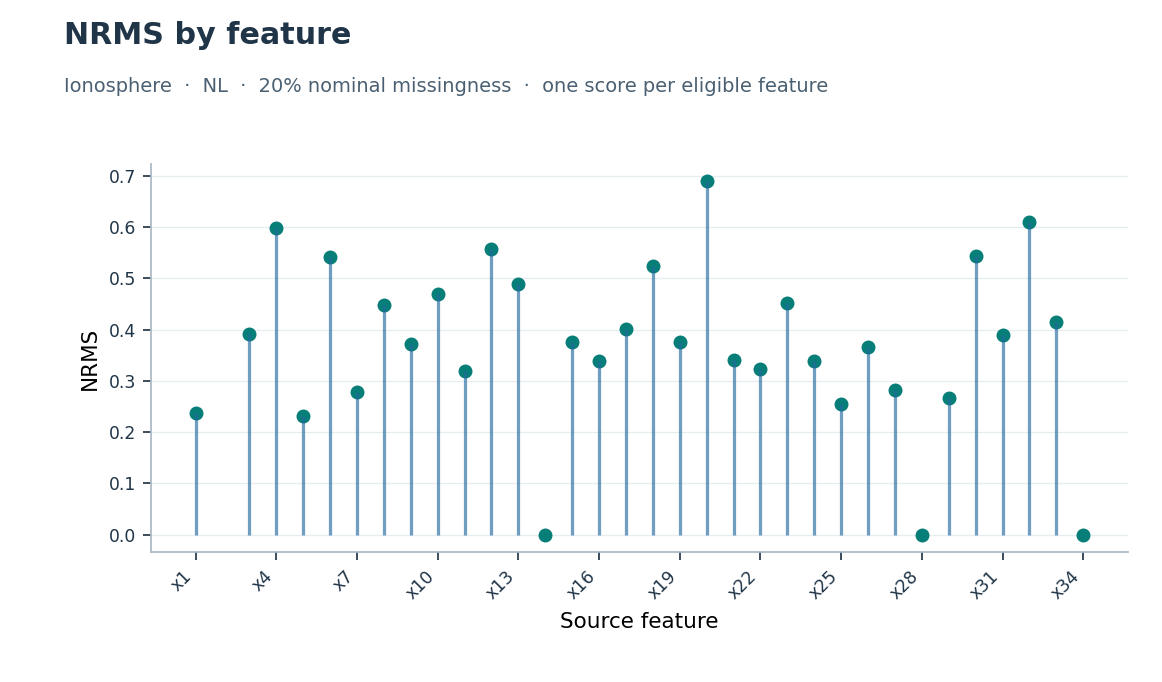 NRMS by feature
Ionosphere · NL · 20% nominal missingness · one score per eligible feature
NRMS
0.7
0.6
0.5
0.4
0.3
0.2
0.1
0.0
x1 x4 x7 x10 x13 x16 x19 x22 x25 x28 x31 x34
Source feature